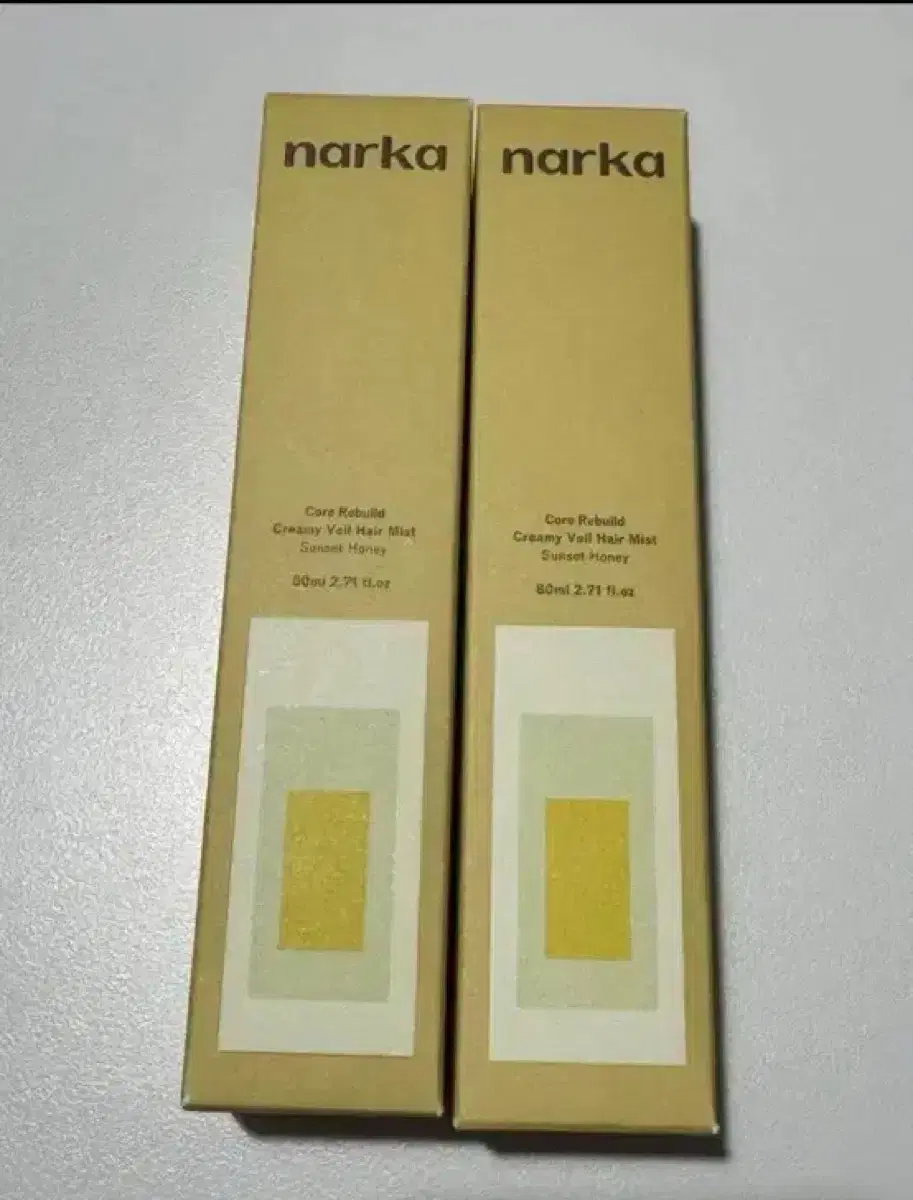 narka
Core Rebuild
Creamy Veil Hair Mist
Sunset Honey
80ml 2.71 fl.oz
narka
Core Rebuild
Creamy Veil Hair Mist
Sunset Honey
80ml 2.71 fl.oz